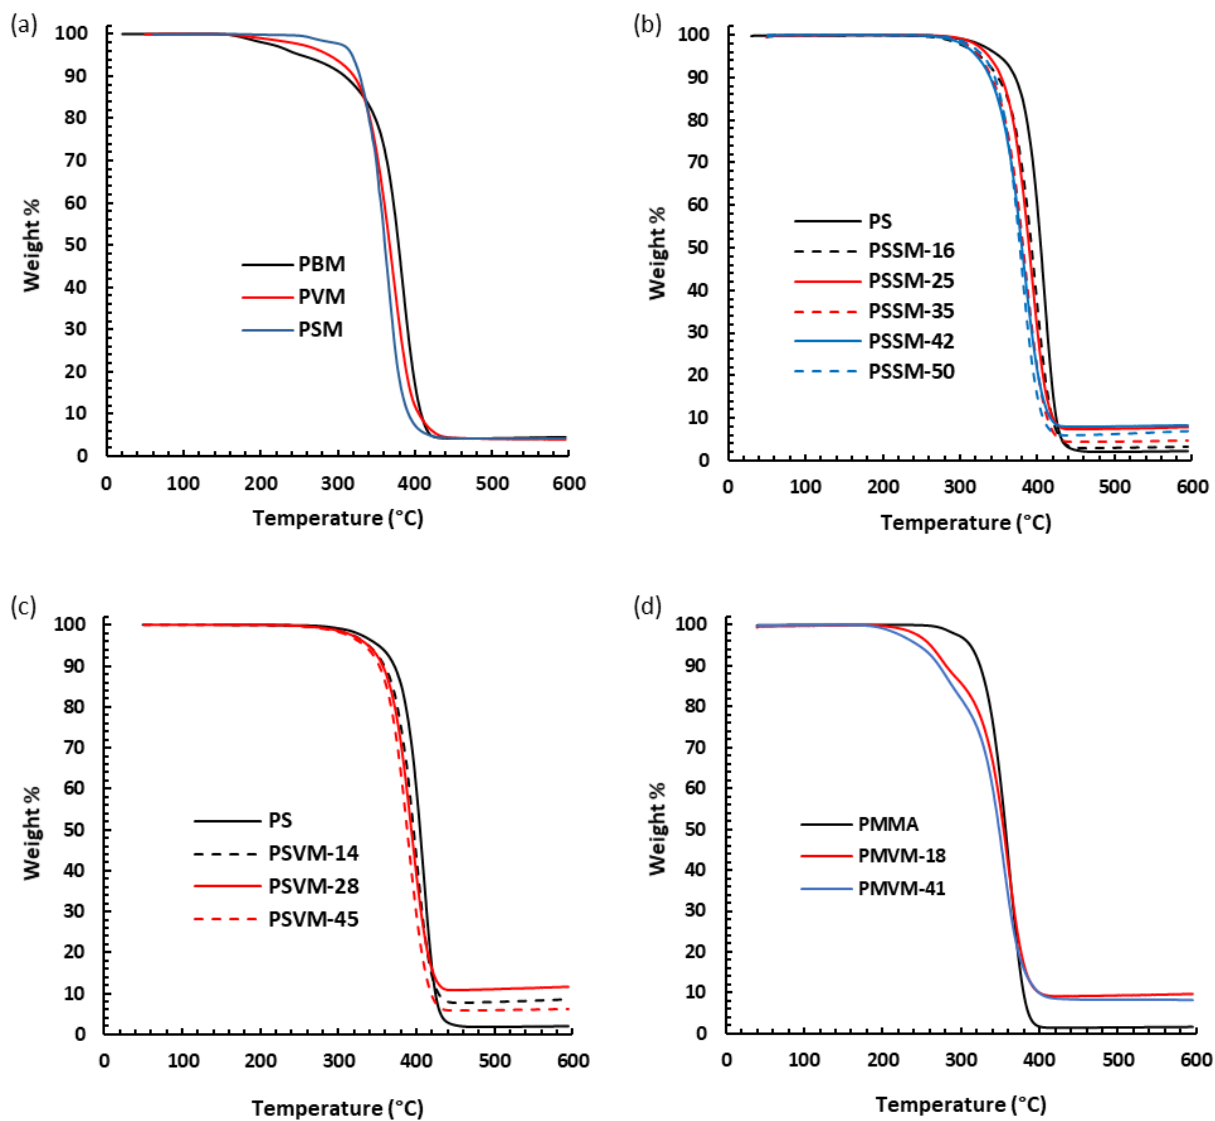 (a)
100
90
80
70
60
50
40
30
20
10
0
Weight %
PBM
PVM
PSM
0 100 200 300 400 500 600
Temperature (°C)
(b)
100
90
80
70
60
50
40
30
20
10
0
Weight %
PS
PSSM-16
PSSM-25
PSSM-35
PSSM-42
PSSM-50
0 100 200 300 400 500 600
Temperature (°C)
(c)
100
90
80
70
60
50
40
30
20
10
0
Weight %
PS
PSVM-14
PSVM-28
PSVM-45
0 100 200 300 400 500 600
Temperature (°C)
(d)
100
90
80
70
60
50
40
30
20
10
0
Weight %
PMMA
PMVM-18
PMVM-41
0 100 200 300 400 500 600
Temperature (°C)